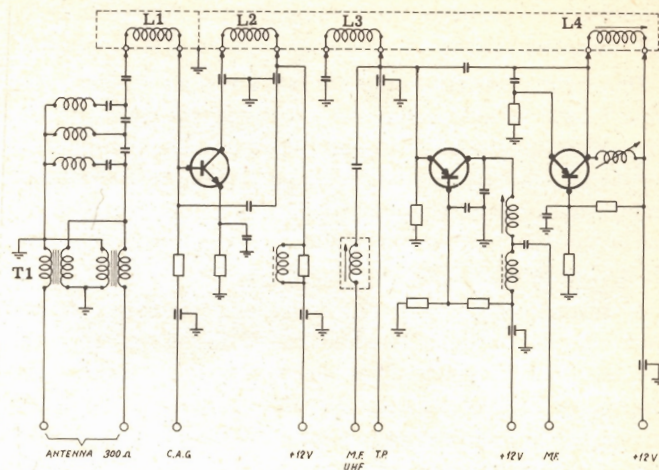 L1 L2 L3 L4
T1
ANTENNA 300 Ω C.A.G. +12V M.F. T.P. +12V M.F. +12V
UHF